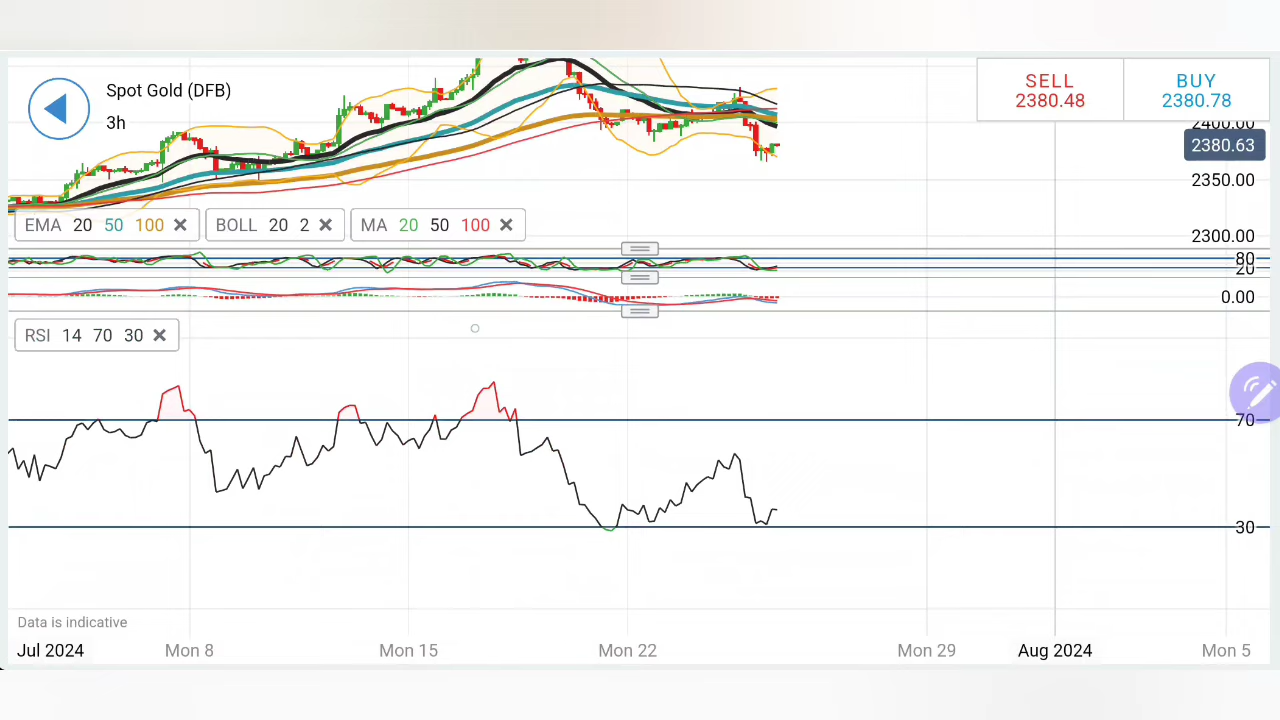 Spot Gold (DFB)
3h
SELL
2380.48
BUY
2380.78
2400.00
2380.63
2350.00
2300.00
EMA 20 50 100
BOLL 20 2
MA 20 50 100
80
20
0.00
RSI 14 70 30
70
30
Data is indicative
Jul 2024 Mon 8 Mon 15 Mon 22 Mon 29 Aug 2024 Mon 5